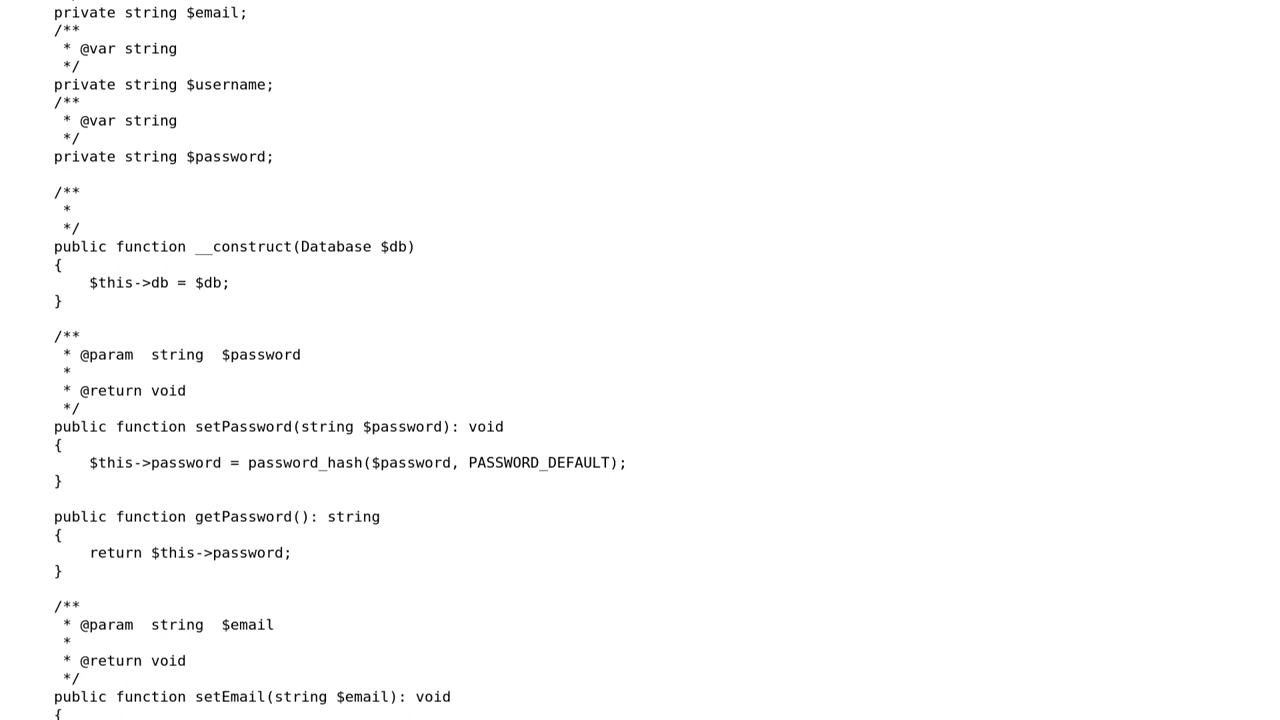 private string $email;
/**
 * @var string
 */
private string $username;
/**
 * @var string
 */
private string $password;

/**
 *
 */
public function __construct(Database $db)
{
    $this->db = $db;
}

/**
 * @param  string  $password
 *
 * @return void
 */
public function setPassword(string $password): void
{
    $this->password = password_hash($password, PASSWORD_DEFAULT);
}

public function getPassword(): string
{
    return $this->password;
}

/**
 * @param  string  $email
 *
 * @return void
 */
public function setEmail(string $email): void
{